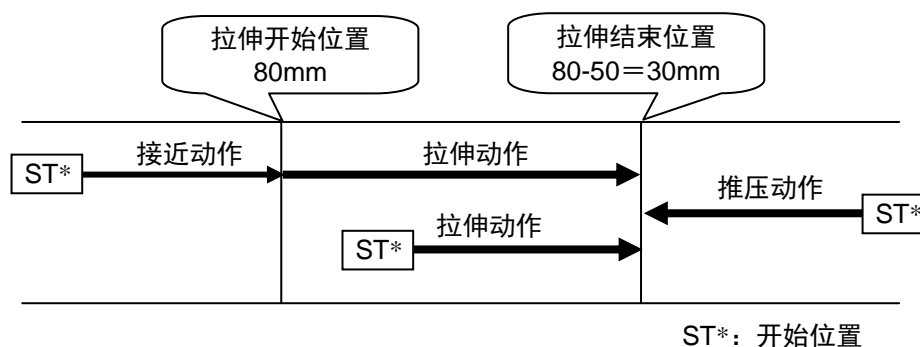 拉伸开始位置
80mm
拉伸结束位置
80-50＝30mm
接近动作
拉伸动作
ST*
推压动作
ST*
拉伸动作
ST*
ST*：开始位置